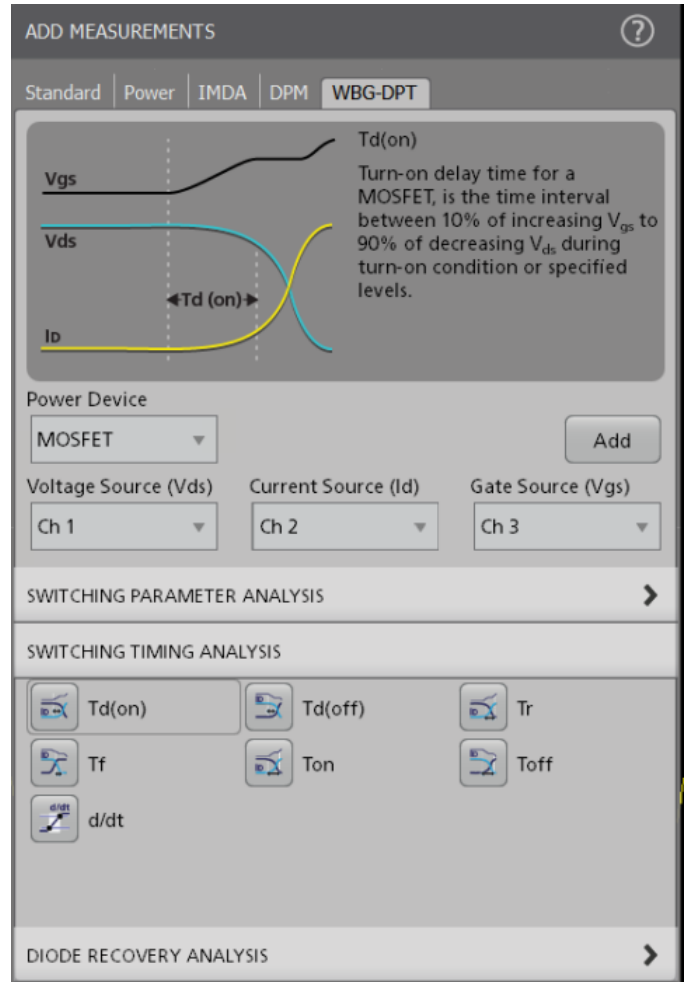 ADD MEASUREMENTS
?
Standard Power IMDA DPM WBG-DPT
Td(on)
Turn-on delay time for a
MOSFET, is the time interval
between 10% of increasing Vgs to
90% of decreasing Vds during
turn-on condition or specified
levels.
Vgs
Vds
Td (on)
ID
Power Device
MOSFET
Add
Voltage Source (Vds) Current Source (Id) Gate Source (Vgs)
Ch 1 Ch 2 Ch 3
SWITCHING PARAMETER ANALYSIS
SWITCHING TIMING ANALYSIS
Td(on) Td(off) Tr
Tf Ton Toff
d/dt d/dt
DIODE RECOVERY ANALYSIS